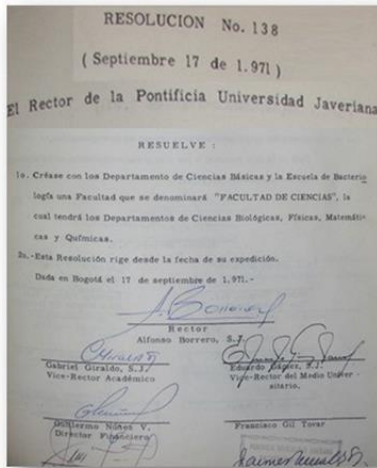 RESOLUCION No. 138
( Septiembre 17 de 1.971 )
El Rector de la Pontificia Universidad Javeriana
RESUELVE :
1o. Créase con los Departamento de Ciencias Básicas y la Escuela de Bacterio
logía una Facultad que se denominará "FACULTAD DE CIENCIAS", la
cual tendrá los Departamentos de Ciencias Biológicas, Físicas, Matemáti-
cas y Químicas.
2o.-Esta Resolución rige desde la fecha de su expedición.
Dada en Bogotá el 17 de septiembre de 1,971.-
Rector
Alfonso Borrero, S.J.
Gabriel Giraldo, S.J.
Vice-Rector Académico
Eduardo S.J.
Vice-Rector del Medio Univer -
sitario.
Guillermo V.
Director Financiero
Francisco Gil Tovar